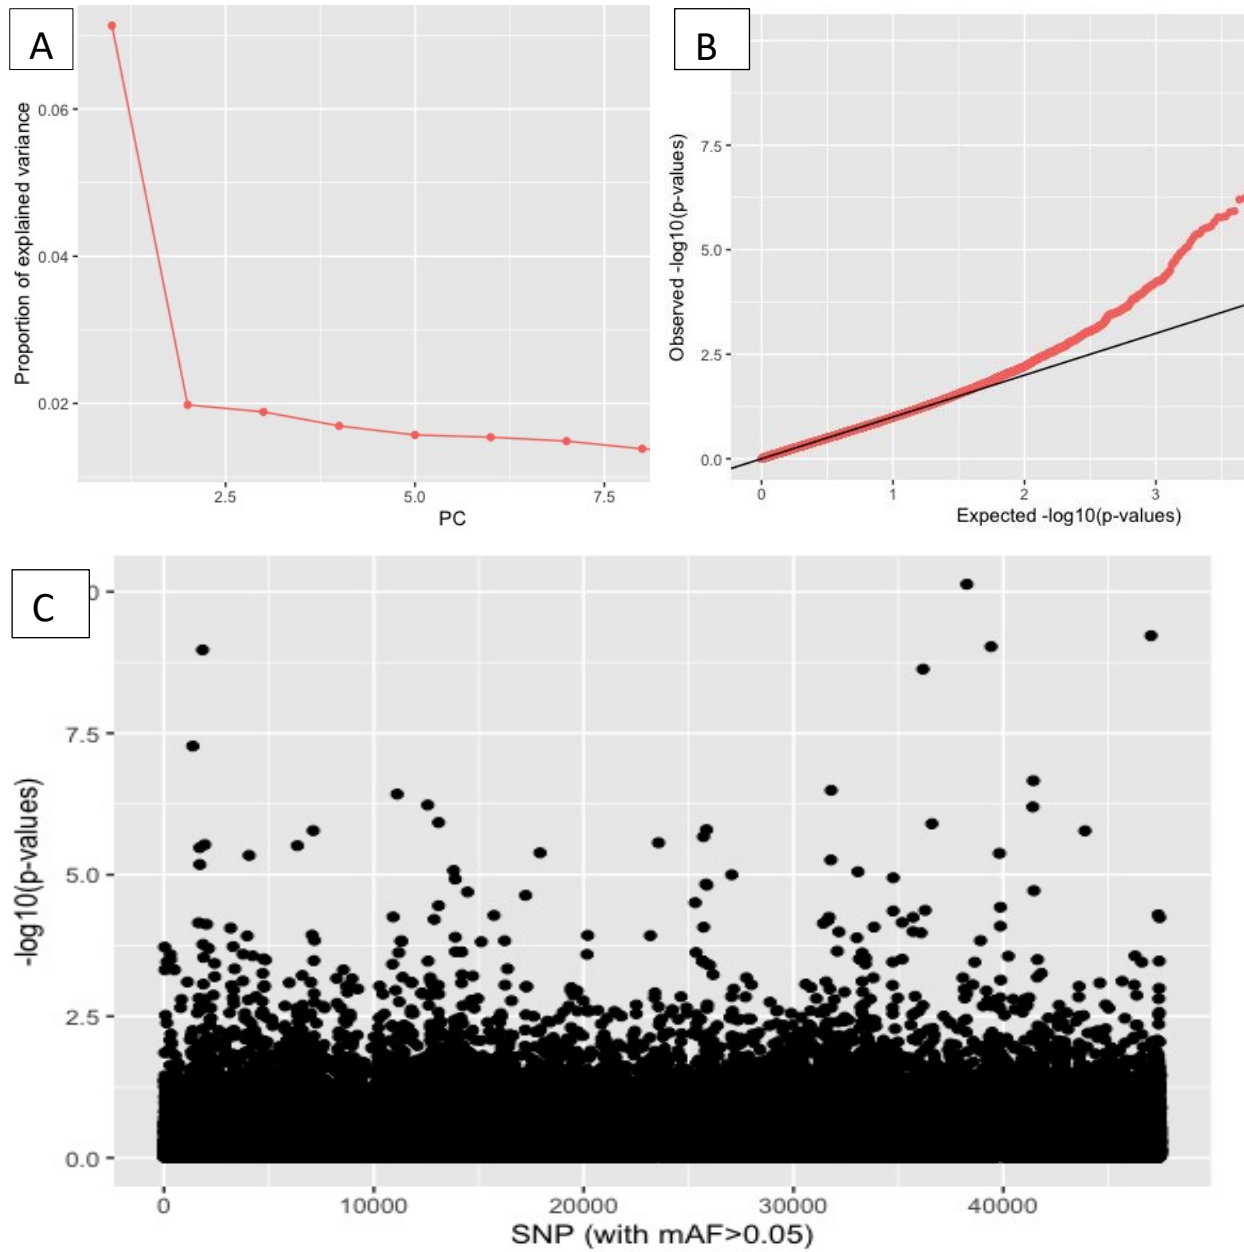 A
Proportion of explained variance
0.06
0.04
0.02
2.5
5.0
7.5
PC
B
Observed -log10(p-values)
7.5
5.0
2.5
0.0
0
1
2
3
Expected -log10(p-values)
C
0
-log10(p-values)
7.5
5.0
2.5
0.0
0
10000
20000
30000
40000
SNP (with mAF>0.05)